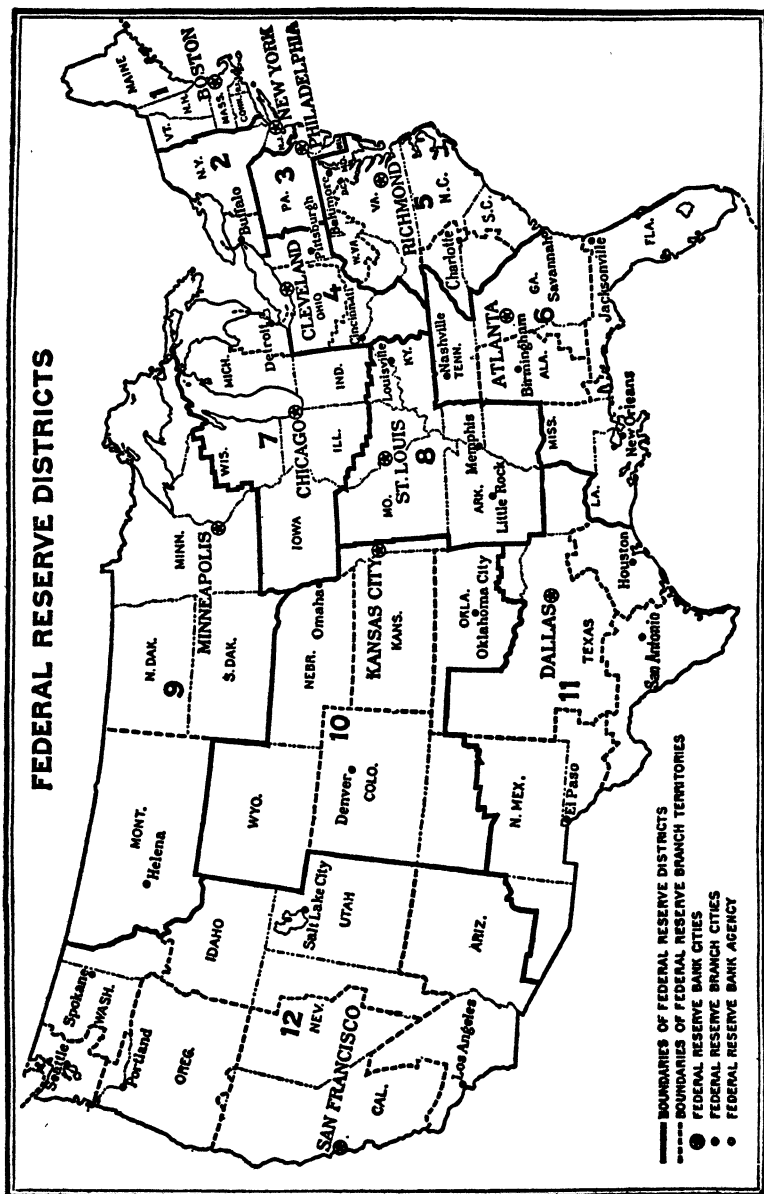 FEDERAL RESERVE DISTRICTS
MAINE
1
VT.
N.H.
BOSTON
MASS.
CONN.
N.Y.
2
Buffalo
NEW YORK
N.J.
PHILADELPHIA
3
PA.
Pittsburgh
Baltimore
CLEVELAND
4
OHIO
Cincinnati
W.VA.
VA.
RICHMOND
5
N.C.
Charlotte
S.C.
MICH.
Detroit
WIS.
7
CHICAGO
ILL.
IND.
IOWA
Louisville
KY.
MO.
ST. LOUIS
8
Nashville
TENN.
Memphis
ARK.
Little Rock
MISS.
ATLANTA
6
Birmingham
ALA.
GA.
Savannah
Jacksonville
FLA.
New Orleans
LA.
MINN.
MINNEAPOLIS
9
N. DAK.
S. DAK.
MONT.
Helena
WYO.
NEBR.
Omaha
10
KANSAS CITY
KANS.
Denver
COLO.
OKLA.
Oklahoma City
DALLAS
11
TEXAS
Houston
San Antonio
El Paso
N. MEX.
Spokane
Seattle
WASH.
Portland
OREG.
IDAHO
Salt Lake City
UTAH
12
NEV.
SAN FRANCISCO
CAL.
Los Angeles
ARIZ.
BOUNDARIES OF FEDERAL RESERVE DISTRICTS
BOUNDARIES OF FEDERAL RESERVE BRANCH TERRITORIES
FEDERAL RESERVE BANK CITIES
FEDERAL RESERVE BRANCH CITIES
FEDERAL RESERVE BANK AGENCY